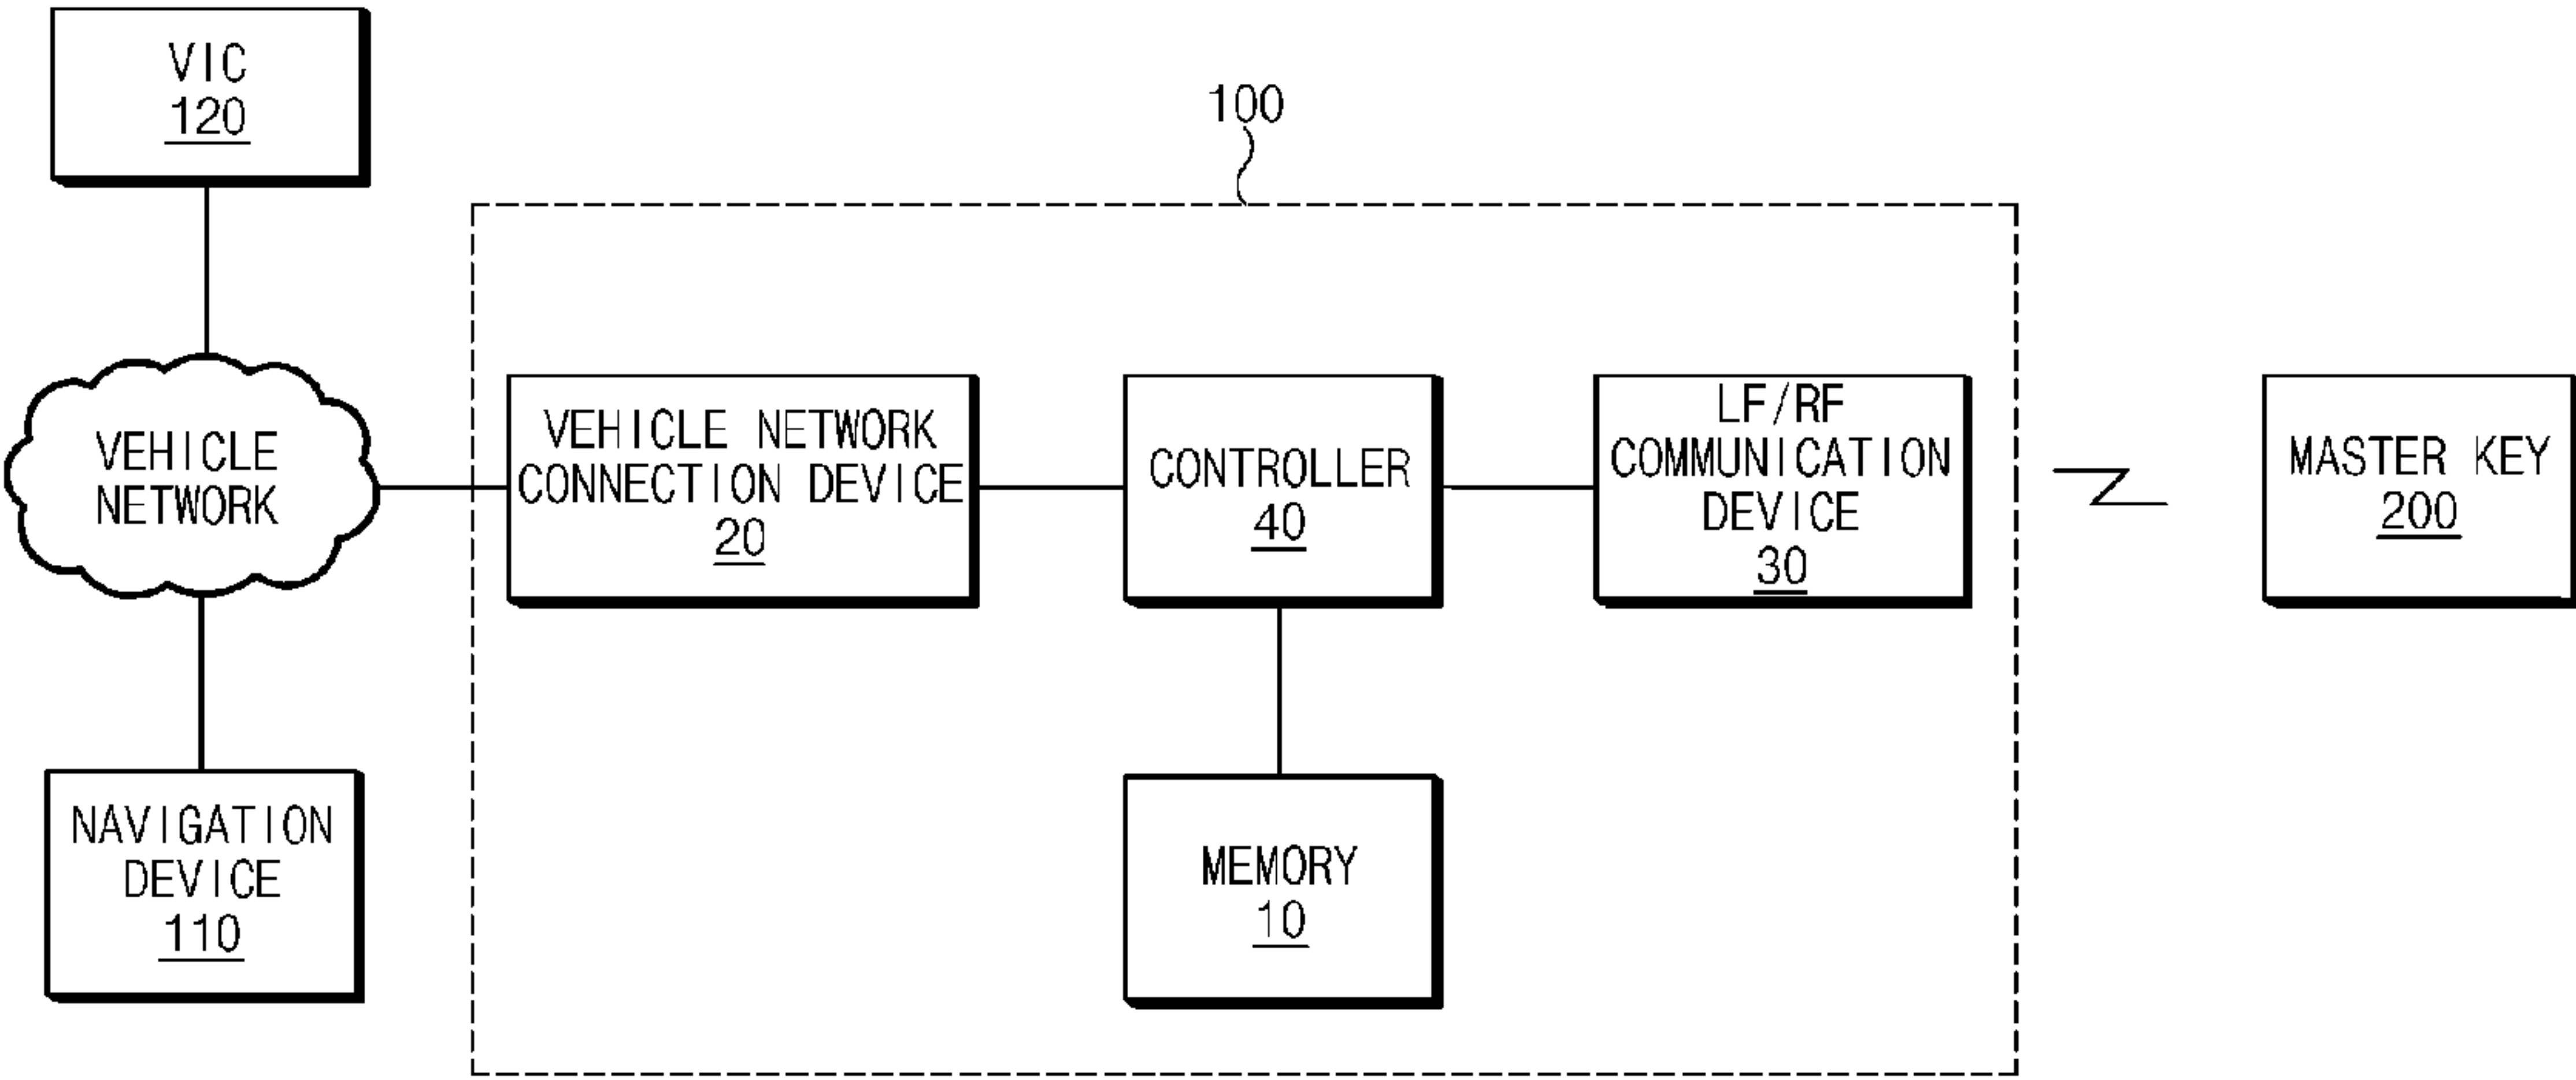 VIC
120
100
VEHICLE
NETWORK
VEHICLE NETWORK
CONNECTION DEVICE
20
CONTROLLER
40
LF/RF
COMMUNICATION
DEVICE
30
MASTER KEY
200
NAVIGATION
DEVICE
110
MEMORY
10